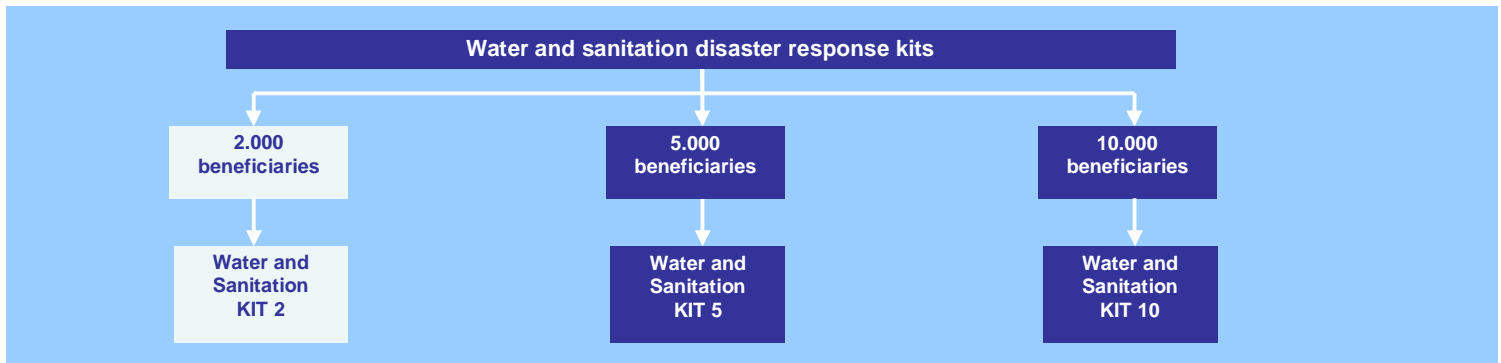 Water and sanitation disaster response kits
2.000
beneficiaries
5.000
beneficiaries
10.000
beneficiaries
Water and
Sanitation
KIT 2
Water and
Sanitation
KIT 5
Water and
Sanitation
KIT 10